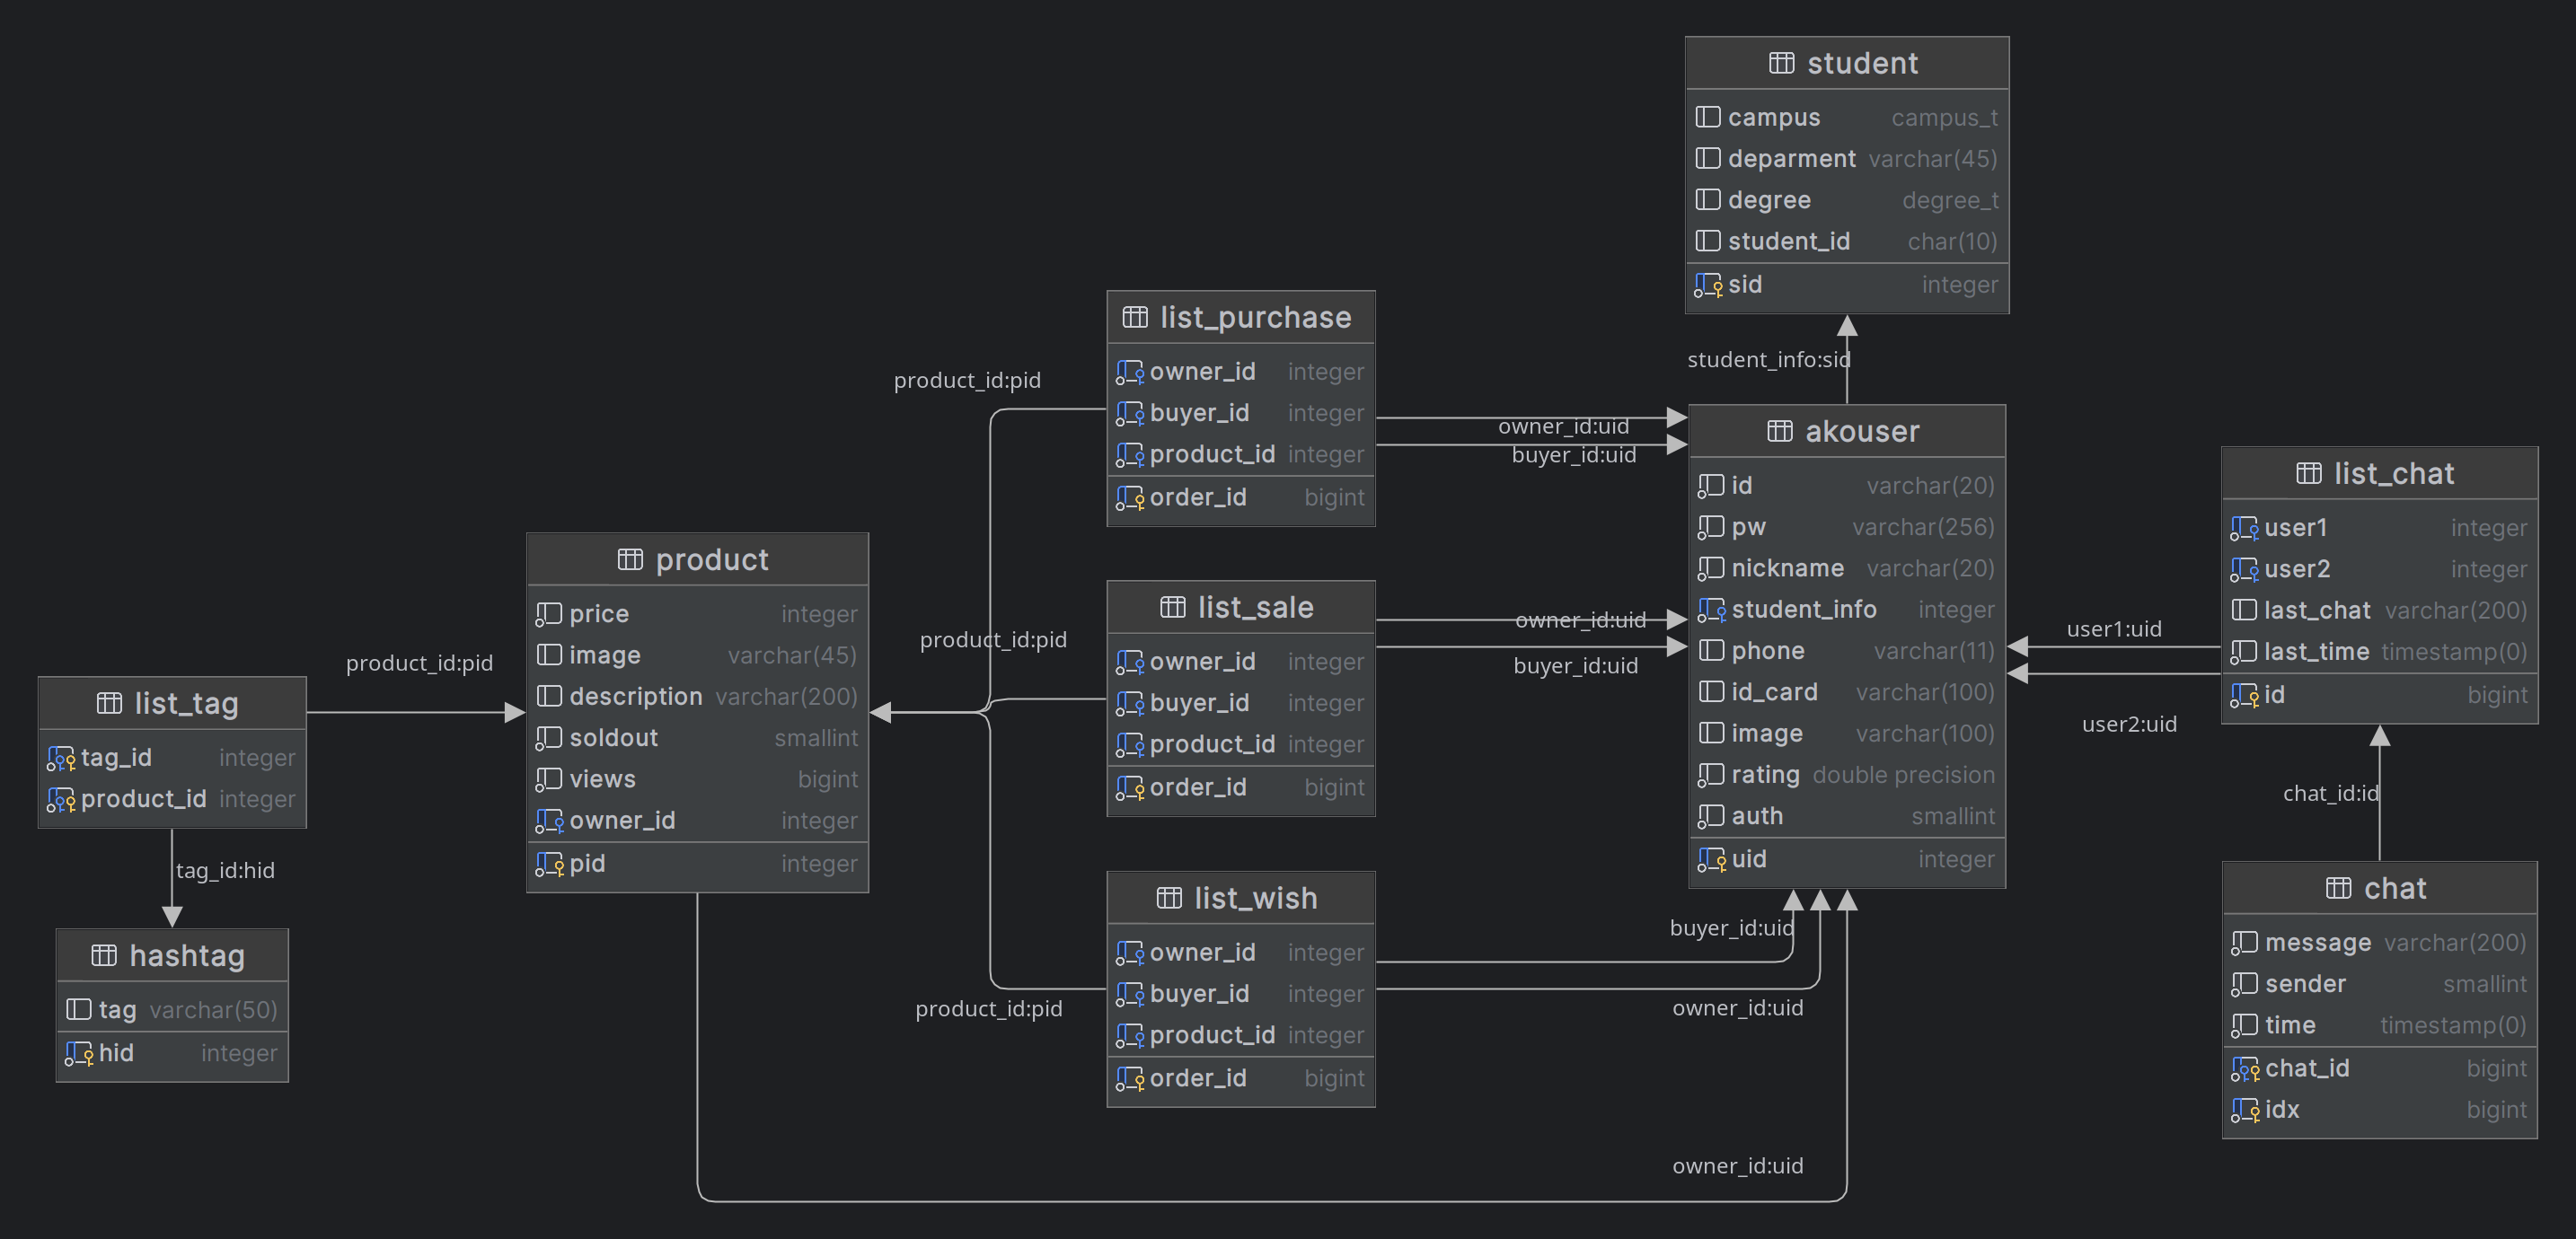 student
campus campus_t
deparment varchar(45)
degree degree_t
student_id char(10)
sid integer
student_info:sid
list_purchase
owner_id integer
buyer_id integer
product_id integer
order_id bigint
product_id:pid
owner_id:uid
buyer_id:uid
akouser
id varchar(20)
pw varchar(256)
nickname varchar(20)
student_info integer
phone varchar(11)
id_card varchar(100)
image varchar(100)
rating double precision
auth smallint
uid integer
list_chat
user1 integer
user2 integer
last_chat varchar(200)
last_time timestamp(0)
id bigint
user1:uid
user2:uid
chat_id:id
product
price integer
image varchar(45)
description varchar(200)
soldout smallint
views bigint
owner_id integer
pid integer
list_sale
owner_id integer
buyer_id integer
product_id integer
order_id bigint
product_id:pid
owner_id:uid
buyer_id:uid
product_id:pid
list_tag
tag_id integer
product_id integer
tag_id:hid
hashtag
tag varchar(50)
hid integer
list_wish
owner_id integer
buyer_id integer
product_id integer
order_id bigint
product_id:pid
buyer_id:uid
owner_id:uid
owner_id:uid
chat
message varchar(200)
sender smallint
time timestamp(0)
chat_id bigint
idx bigint